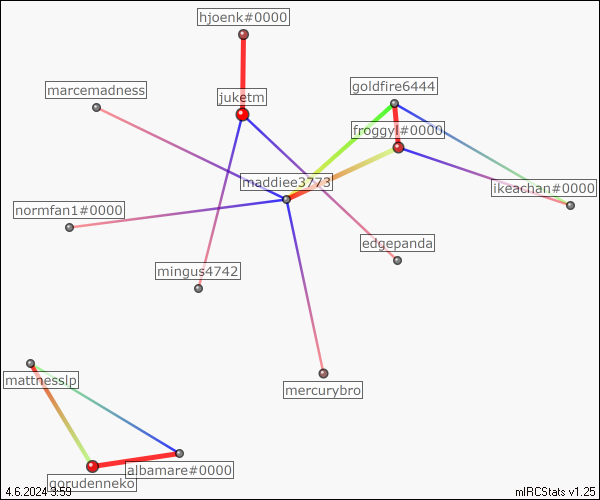 hjoenk#0000
marcemadness
goldfire6444
juketm
froggyl#0000
maddiee3773
ikeachan#0000
normfan1#0000
edgepanda
mingus4742
mattnesslp
mercurybro
albamare#0000
gorudenneko
4.6.2024 3:59
mIRCStats v1.25